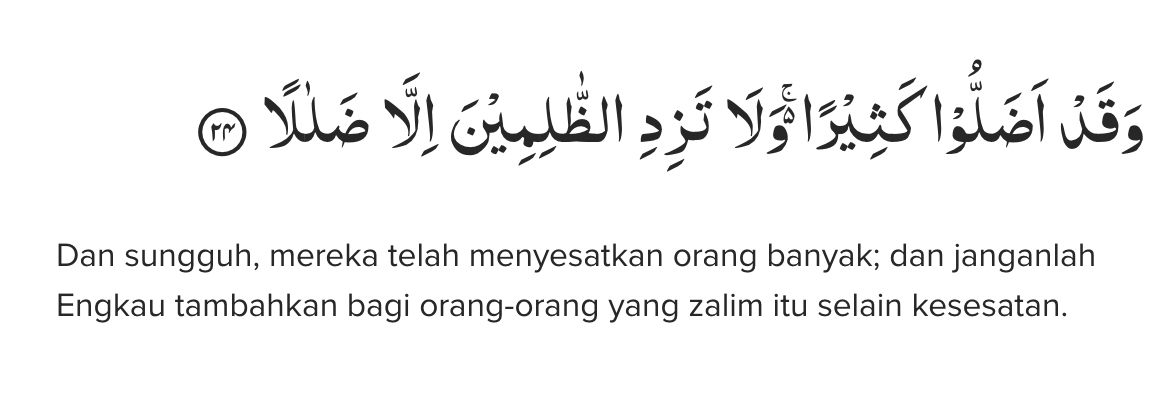 وَقَدْ اَضَلُّوْا كَثِيْرًا ەۚ وَلَا تَزِدِ الظّٰلِمِيْنَ اِلَّا ضَلٰلًا ۝٢٤
Dan sungguh, mereka telah menyesatkan orang banyak; dan janganlah
Engkau tambahkan bagi orang-orang yang zalim itu selain kesesatan.